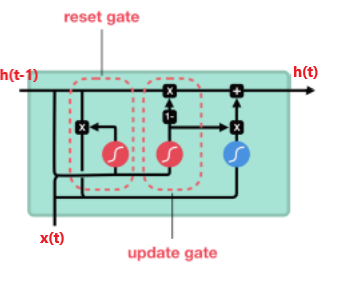 reset gate
h(t-1)
h(t)
x
+
1-
x
x
x(t)
update gate